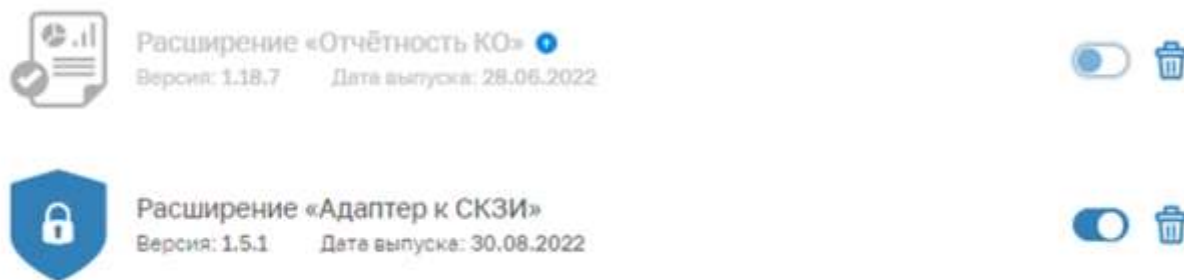 Расширение «Отчётность КО»
Версия: 1.18.7 Дата выпуска: 28.06.2022
Расширение «Адаптер к СКЗИ»
Версия: 1.5.1 Дата выпуска: 30.08.2022